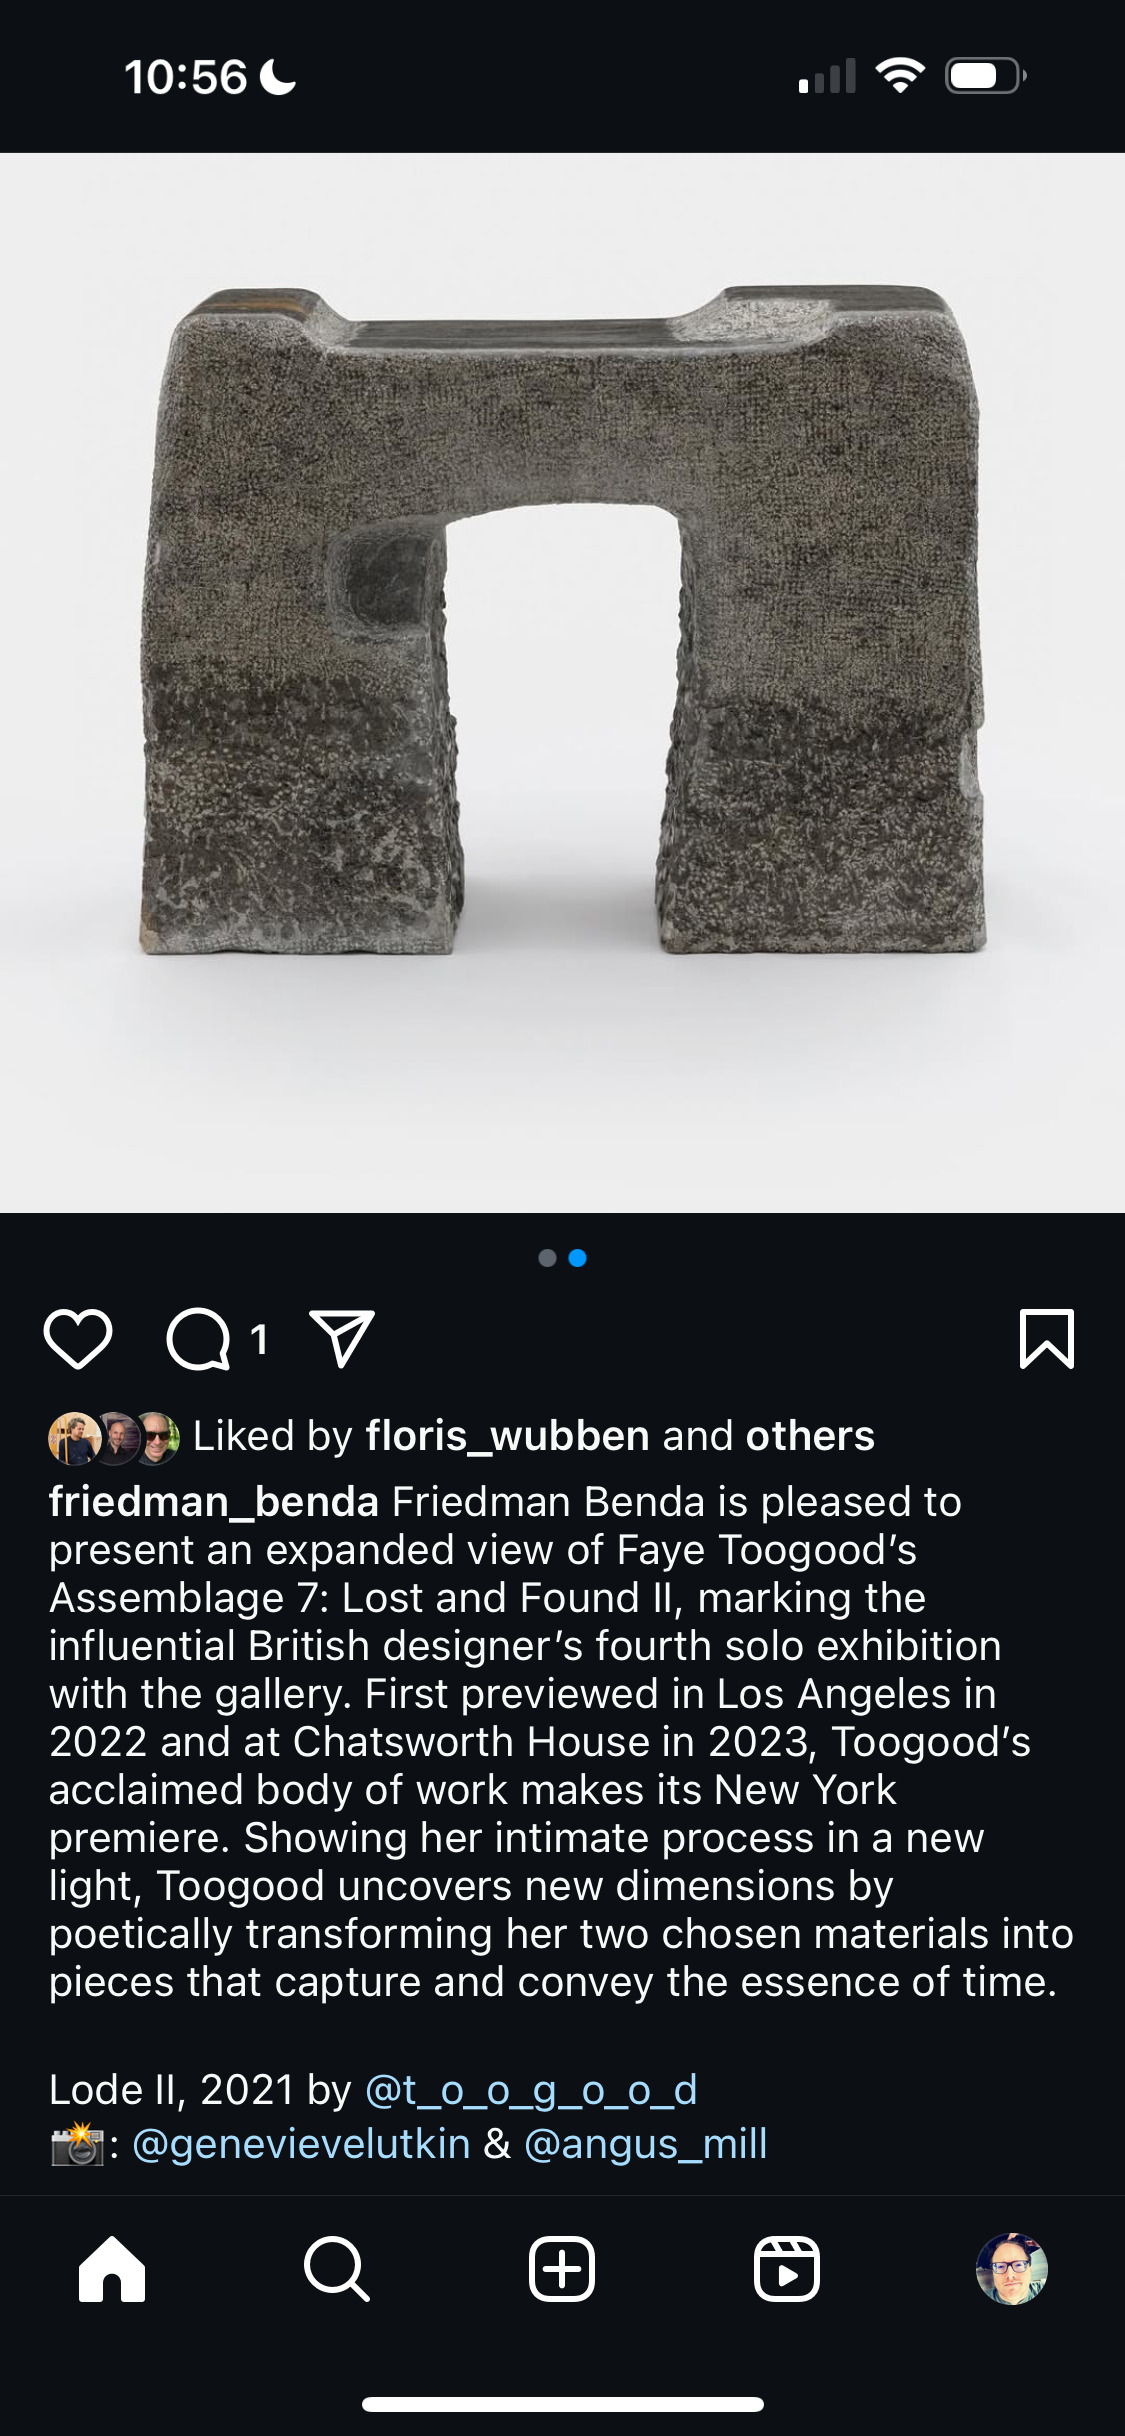 10:56
1
Liked by floris_wubben and others
friedman_benda Friedman Benda is pleased to
present an expanded view of Faye Toogood’s
Assemblage 7: Lost and Found II, marking the
influential British designer’s fourth solo exhibition
with the gallery. First previewed in Los Angeles in
2022 and at Chatsworth House in 2023, Toogood’s
acclaimed body of work makes its New York
premiere. Showing her intimate process in a new
light, Toogood uncovers new dimensions by
poetically transforming her two chosen materials into
pieces that capture and convey the essence of time.
Lode II, 2021 by @t_o_o_g_o_o_d
📸: @genevievelutkin & @angus_mill